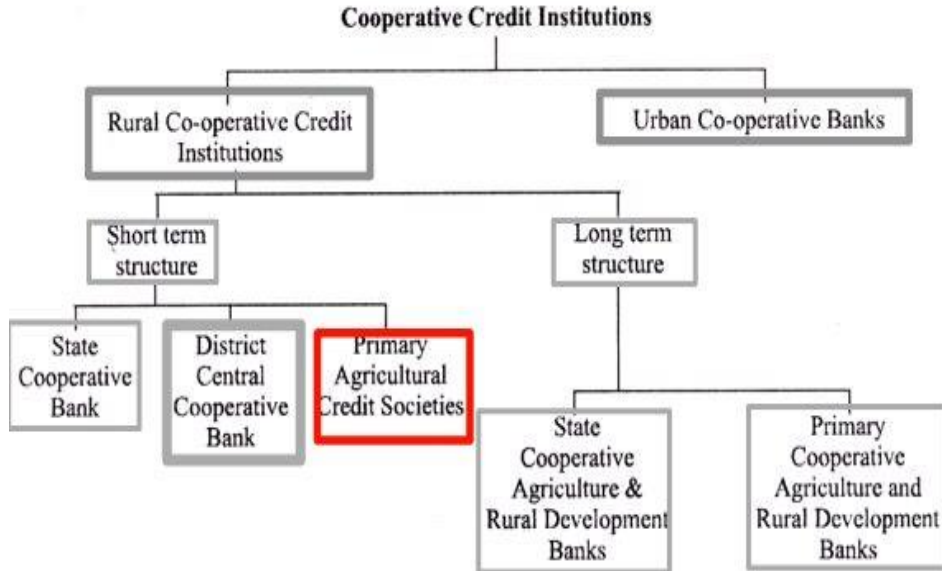 Cooperative Credit Institutions
Rural Co-operative Credit
Institutions
Urban Co-operative Banks
Short term
structure
Long term
structure
State
Cooperative
Bank
District
Central
Cooperative
Bank
Primary
Agricultural
Credit Societies
State
Cooperative
Agriculture &
Rural Development
Banks
Primary
Cooperative
Agriculture and
Rural Development
Banks